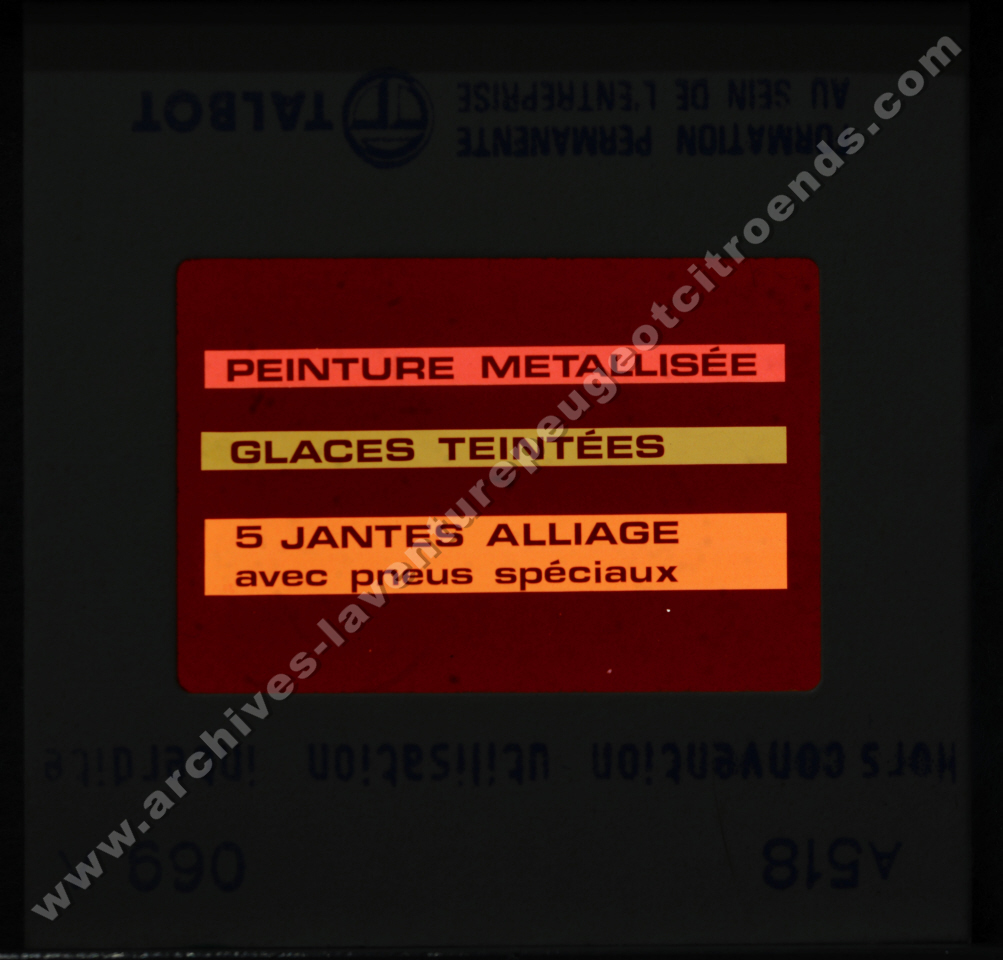 FORMATION PERMANENTE
AU SEIN DE L'ENTREPRISE
TALBOT
PEINTURE METALLISÉE
GLACES TEINTÉES
5 JANTES ALLIAGE
avec pneus spéciaux
Hors convention utilisation interdite
A518 069
www.archives-laventurepeugeotcitroends.com